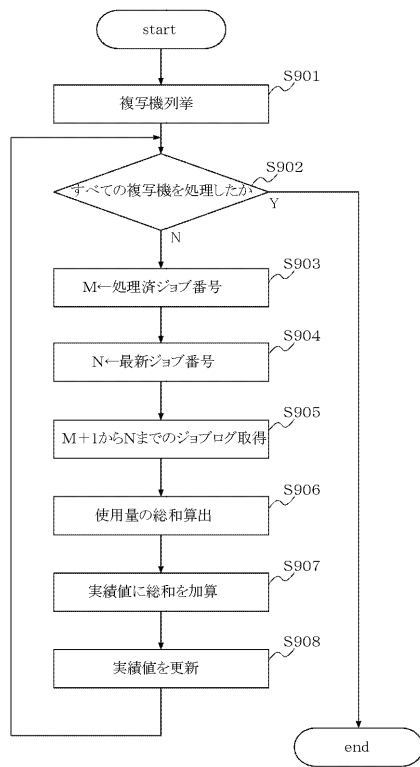 start
S901
複写機列挙
S902
すべての複写機を処理したか
Y
N
S903
M←処理済ジョブ番号
S904
N←最新ジョブ番号
S905
M+1からNまでのジョブログ取得
S906
使用量の総和算出
S907
実績値に総和を加算
S908
実績値を更新
end